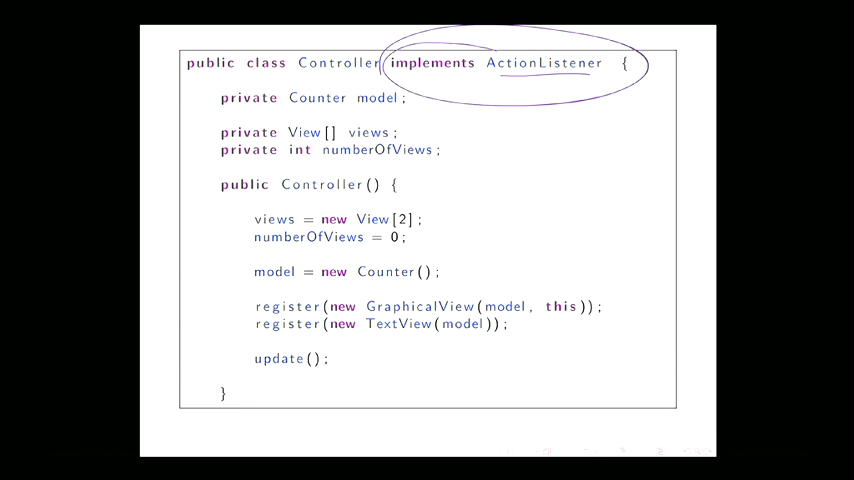 public class Controller implements ActionListener {
private Counter model;
private View[] views;
private int numberOfViews;
public Controller() {
views = new View[2];
numberOfViews = 0;
model = new Counter();
register(new GraphicalView(model, this));
register(new TextView(model));
update();
}